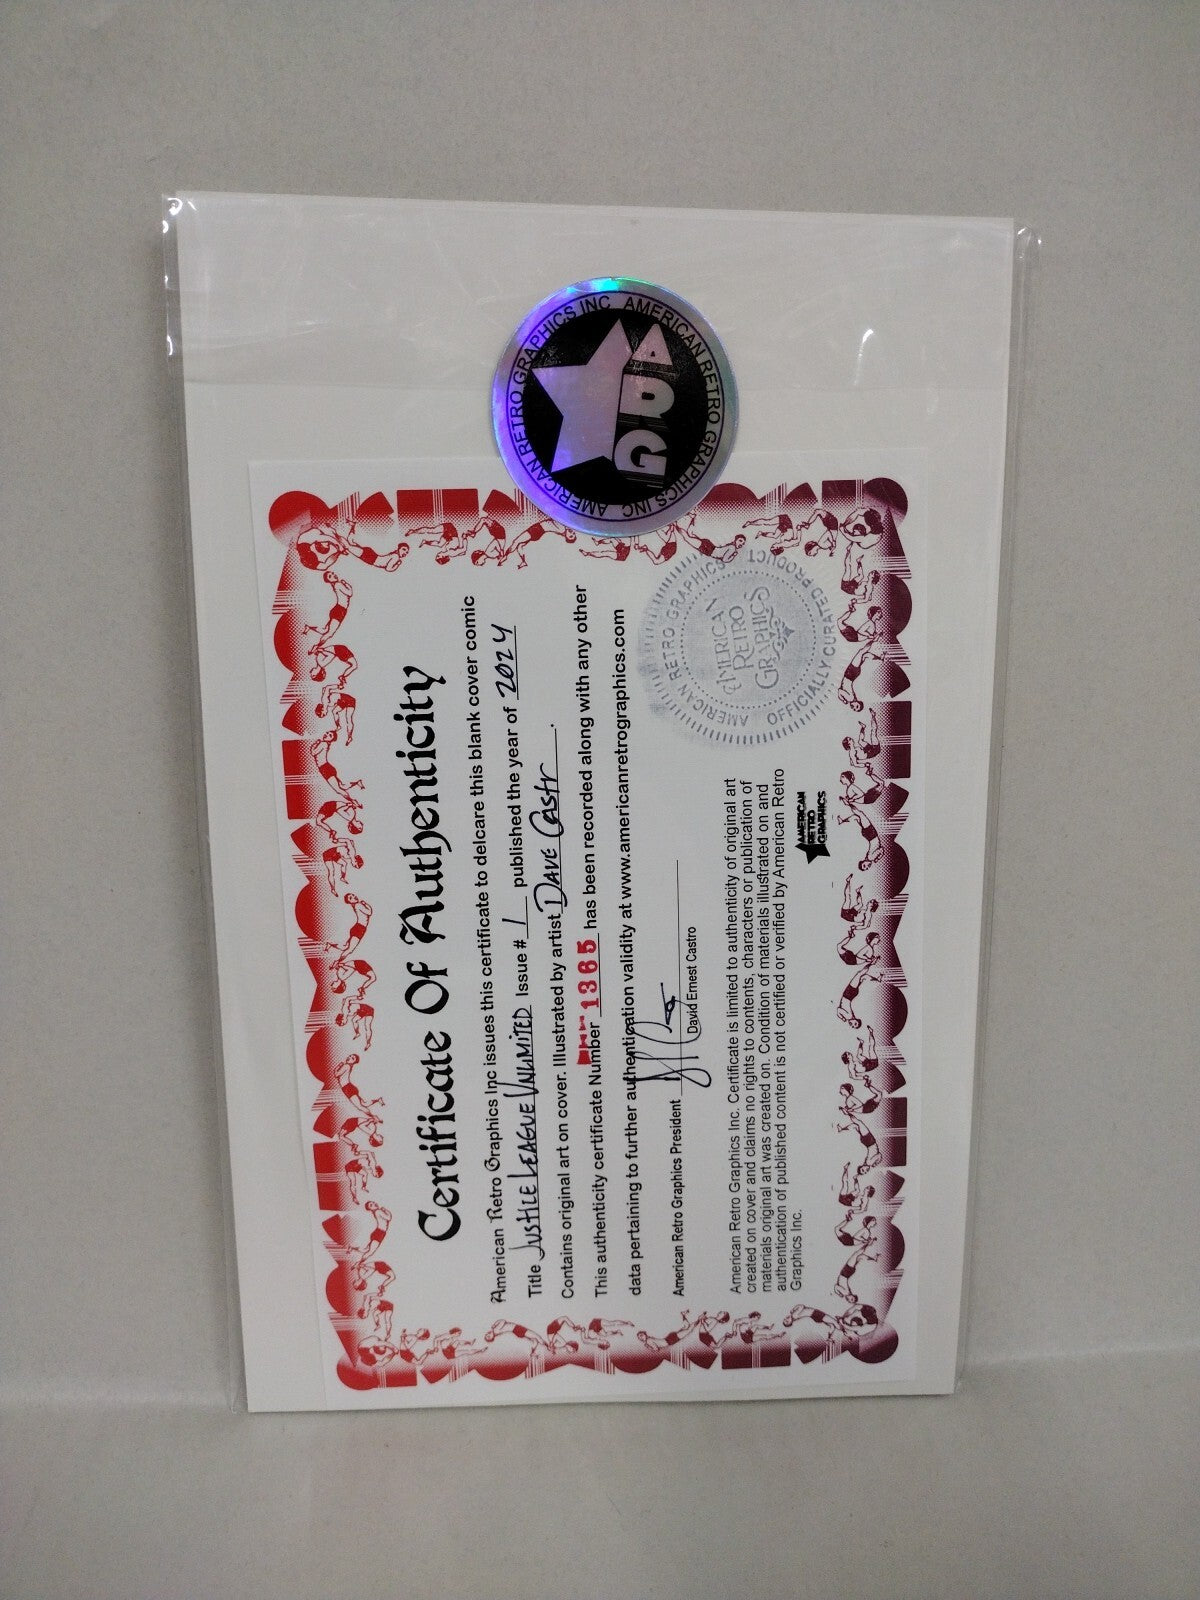 AMERICAN RETRO GRAPHICS INC AMERICAN RETRO GRAPHICS INC
ARG
Certificate Of Authenticity
American Retro Graphics Inc issues this certificate to delcare this blank cover comic
Title JUSTICE LEAGUE UNLIMITED Issue # 1 published the year of 2024
Contains original art on cover. Illustrated by artist DAVE Castr.
This authenticity certificate Number 1365 has been recorded along with any other
data pertaining to further authentication validity at www.americanretrographics.com
American Retro Graphics President
David Ernest Castro
AMERICAN RETRO GRAPHICS
OFFICIALLY CURATED PRODUCT
AMERICAN
RETRO
GRAPHICS
American Retro Graphics Inc. Certificate is limited to authenticity of original art
created on cover and claims no rights to contents, characters or publication of
materials original art was created on. Condition of materials illustrated on and
authentication of published content is not certified or verified by American Retro
Graphics Inc.
AMERICAN
RETRO
GRAPHICS